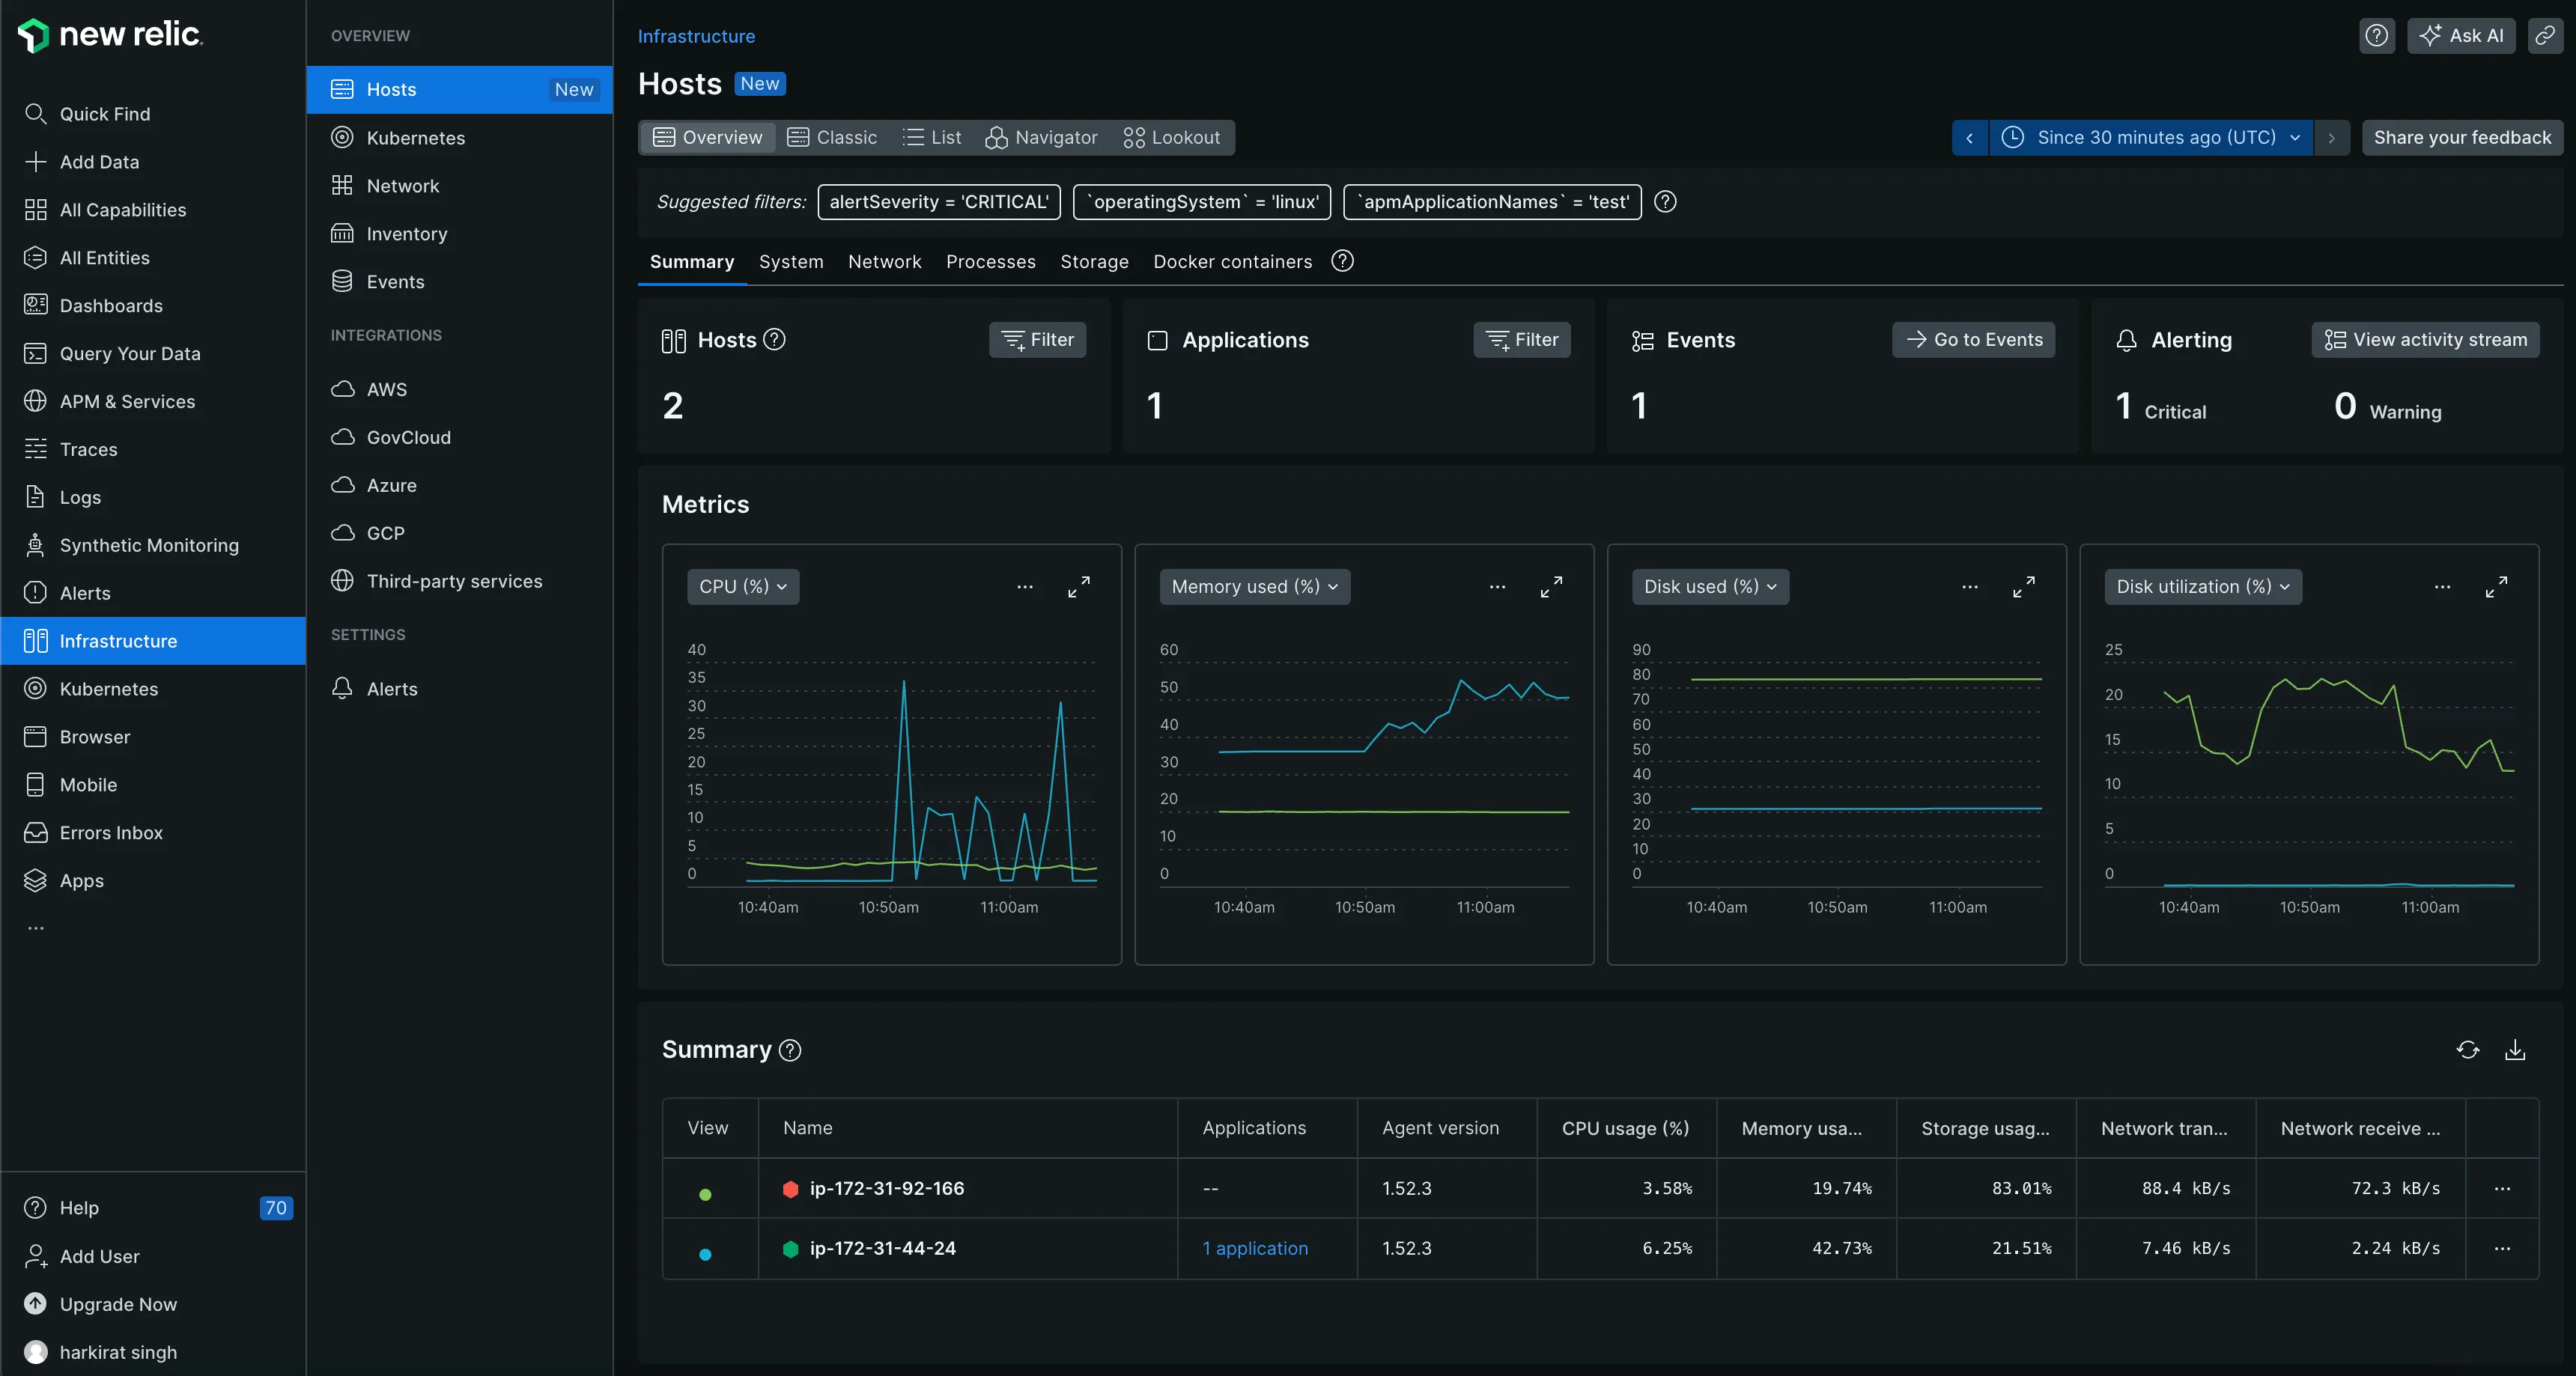 new relic.
Quick Find
Add Data
All Capabilities
All Entities
Dashboards
Query Your Data
APM & Services
Traces
Logs
Synthetic Monitoring
Alerts
Infrastructure
Kubernetes
Browser
Mobile
Errors Inbox
Apps
...
Help 70
Add User
Upgrade Now
harkirat singh
OVERVIEW
Hosts New
Kubernetes
Network
Inventory
Events
INTEGRATIONS
AWS
GovCloud
Azure
GCP
Third-party services
SETTINGS
Alerts
Infrastructure
Ask AI
Hosts New
Overview Classic List Navigator Lookout
Since 30 minutes ago (UTC)
Share your feedback
Suggested filters: alertSeverity = 'CRITICAL' `operatingSystem` = 'linux' `apmApplicationNames` = 'test'
Summary System Network Processes Storage Docker containers
Hosts Filter
2
Applications Filter
1
Events Go to Events
1
Alerting View activity stream
1 Critical 0 Warning
Metrics
CPU (%)
40
35
30
25
20
15
10
5
0
10:40am 10:50am 11:00am
Memory used (%)
60
50
40
30
20
10
0
10:40am 10:50am 11:00am
Disk used (%)
90
80
70
60
50
40
30
20
10
0
10:40am 10:50am 11:00am
Disk utilization (%)
25
20
15
10
5
0
10:40am 10:50am 11:00am
Summary
View Name Applications Agent version CPU usage (%) Memory usa... Storage usag... Network tran... Network receive ...
ip-172-31-92-166 -- 1.52.3 3.58% 19.74% 83.01% 88.4 kB/s 72.3 kB/s ...
ip-172-31-44-24 1 application 1.52.3 6.25% 42.73% 21.51% 7.46 kB/s 2.24 kB/s ...